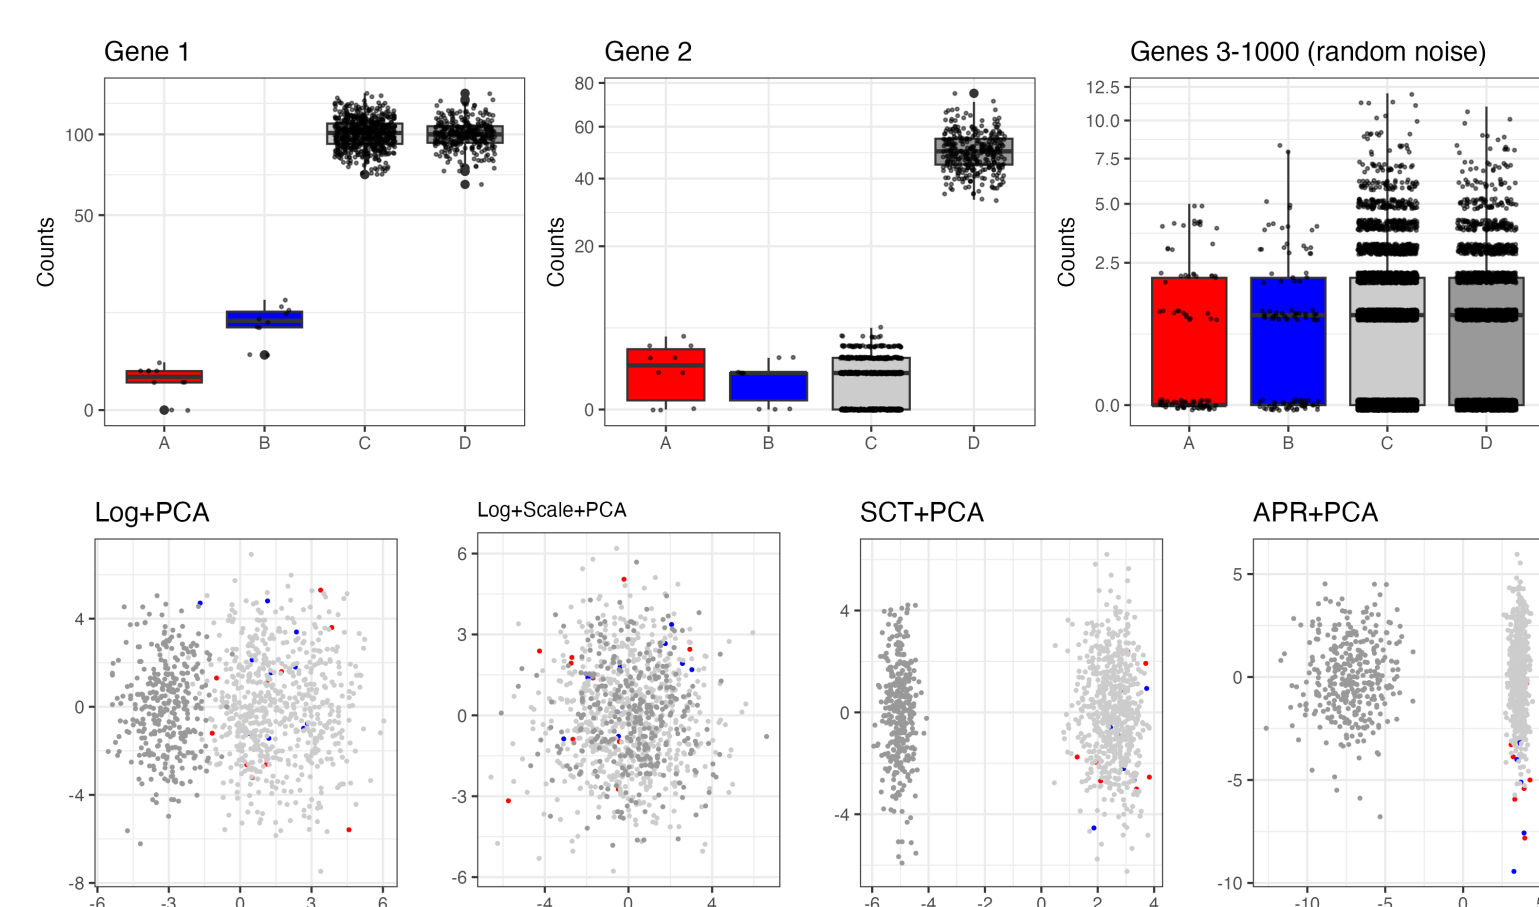 Gene 1
Gene 2
Genes 3-1000 (random noise)
Counts
100
50
0
A B C D
Counts
80
60
40
20
0
A B C D
Counts
12.5
10.0
7.5
5.0
2.5
0.0
A B C D
Log+PCA
Log+Scale+PCA
SCT+PCA
APR+PCA
4
0
-4
-8
-6 -3 0 3 6
6
3
0
-3
-6
-4 0 4
4
0
-4
-6 -4 -2 0 2 4
5
0
-5
-10
-10 -5 0